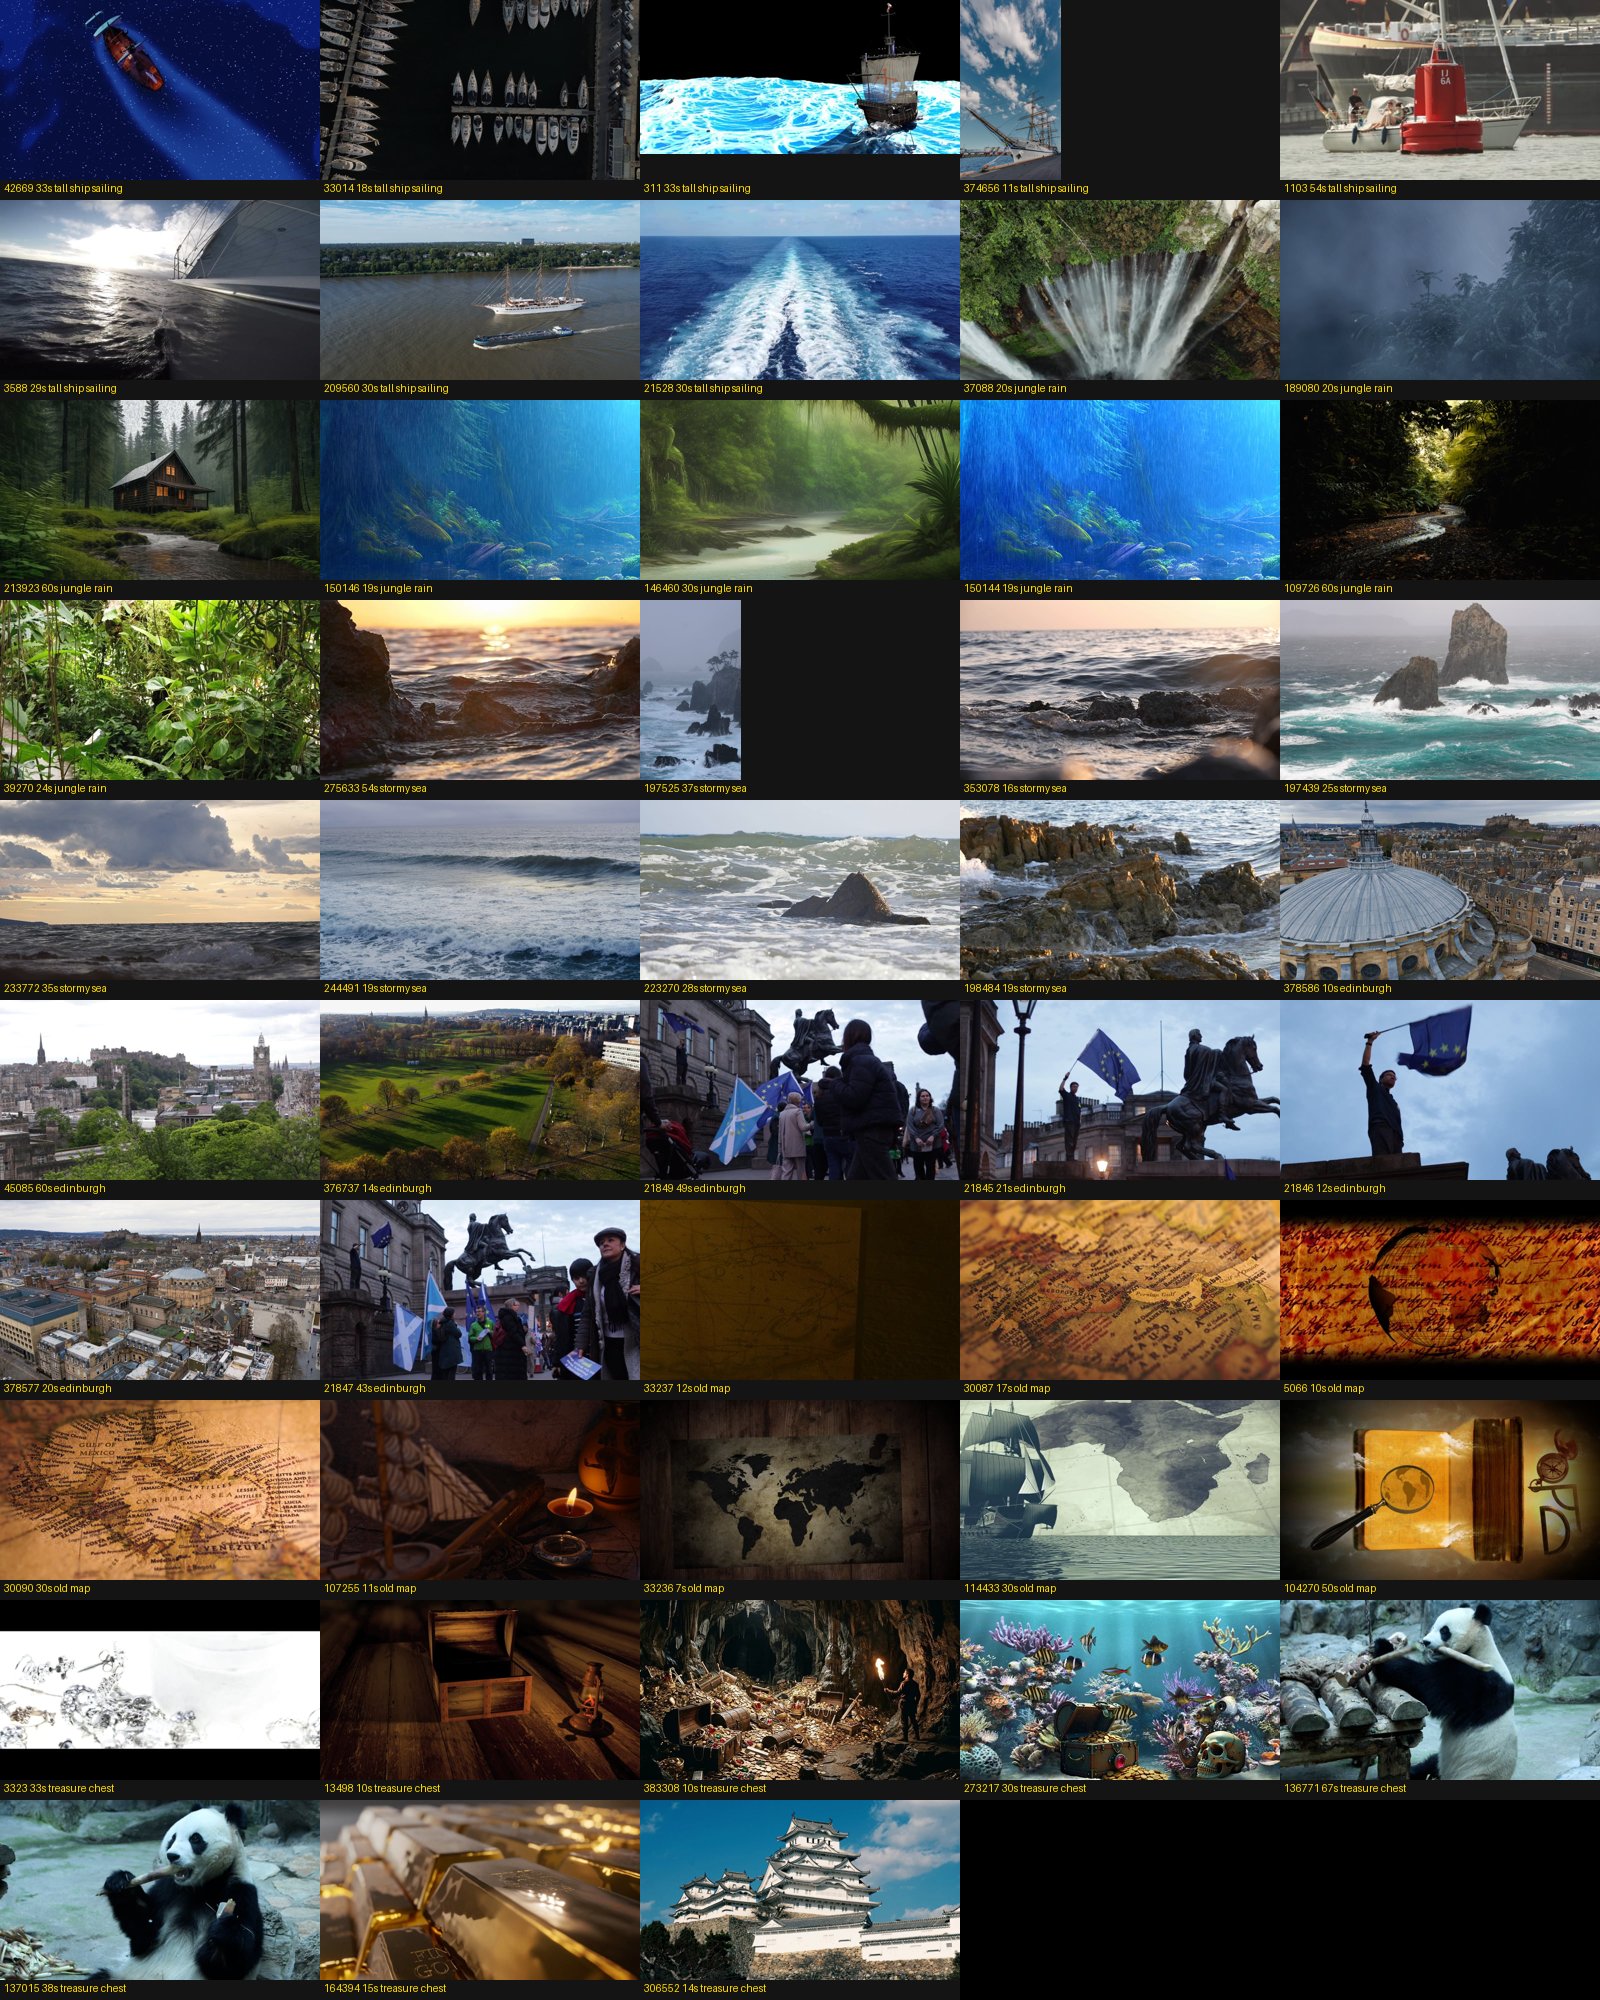 IJ
6A
42669 33s tall ship sailing
33014 18s tall ship sailing
311 33s tall ship sailing
374656 11s tall ship sailing
1103 54s tall ship sailing
3588 29s tall ship sailing
209560 30s tall ship sailing
21528 30s tall ship sailing
37088 20s jungle rain
189080 20s jungle rain
213923 60s jungle rain
150146 19s jungle rain
146460 30s jungle rain
150144 19s jungle rain
109726 60s jungle rain
39270 24s jungle rain
275633 54s stormy sea
197525 37s stormy sea
353078 16s stormy sea
197439 25s stormy sea
233772 35s stormy sea
244491 19s stormy sea
223270 28s stormy sea
198484 19s stormy sea
378586 10s edinburgh
45085 60s edinburgh
376737 14s edinburgh
21849 49s edinburgh
21845 21s edinburgh
21846 12s edinburgh
Persian Gulf
378577 20s edinburgh
21847 43s edinburgh
33237 12s old map
30087 17s old map
5066 10s old map
GULF OF
MEXICO
CARIBBEAN SEA
VENEZUELA
30090 30s old map
107255 11s old map
33236 7s old map
114433 30s old map
104270 50s old map
3323 33s treasure chest
13498 10s treasure chest
383308 10s treasure chest
273217 30s treasure chest
136771 67s treasure chest
137015 38s treasure chest
164394 15s treasure chest
306552 14s treasure chest